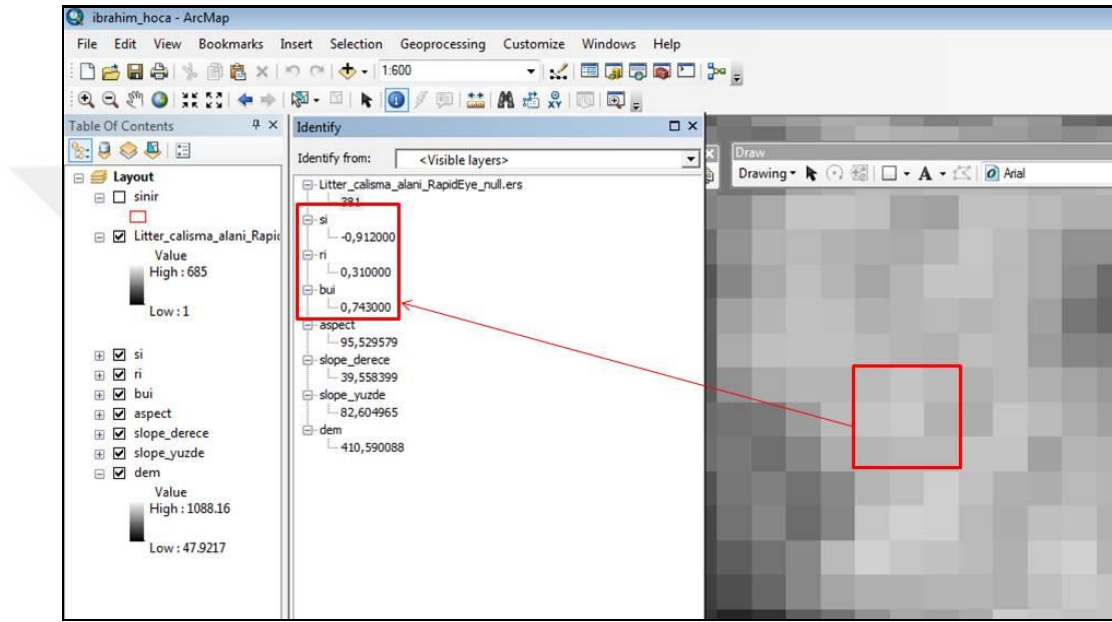 ibrahim_hoca - ArcMap
File Edit View Bookmarks Insert Selection Geoprocessing Customize Windows Help
1:600
Table Of Contents
Layout
sinir
Litter_calisma_alani_Rapid
Value
High : 685
Low : 1
si
ri
bui
aspect
slope_derece
slope_yuzde
dem
Value
High : 1088.16
Low : 47.9217
Identify
Identify from: <Visible layers>
Litter_calisma_alani_RapidEye_null.ers
381
si
-0,912000
ri
0,310000
bui
0,743000
aspect
95,529579
slope_derece
39,558399
slope_yuzde
82,604965
dem
410,590088
Draw
Drawing A Arial